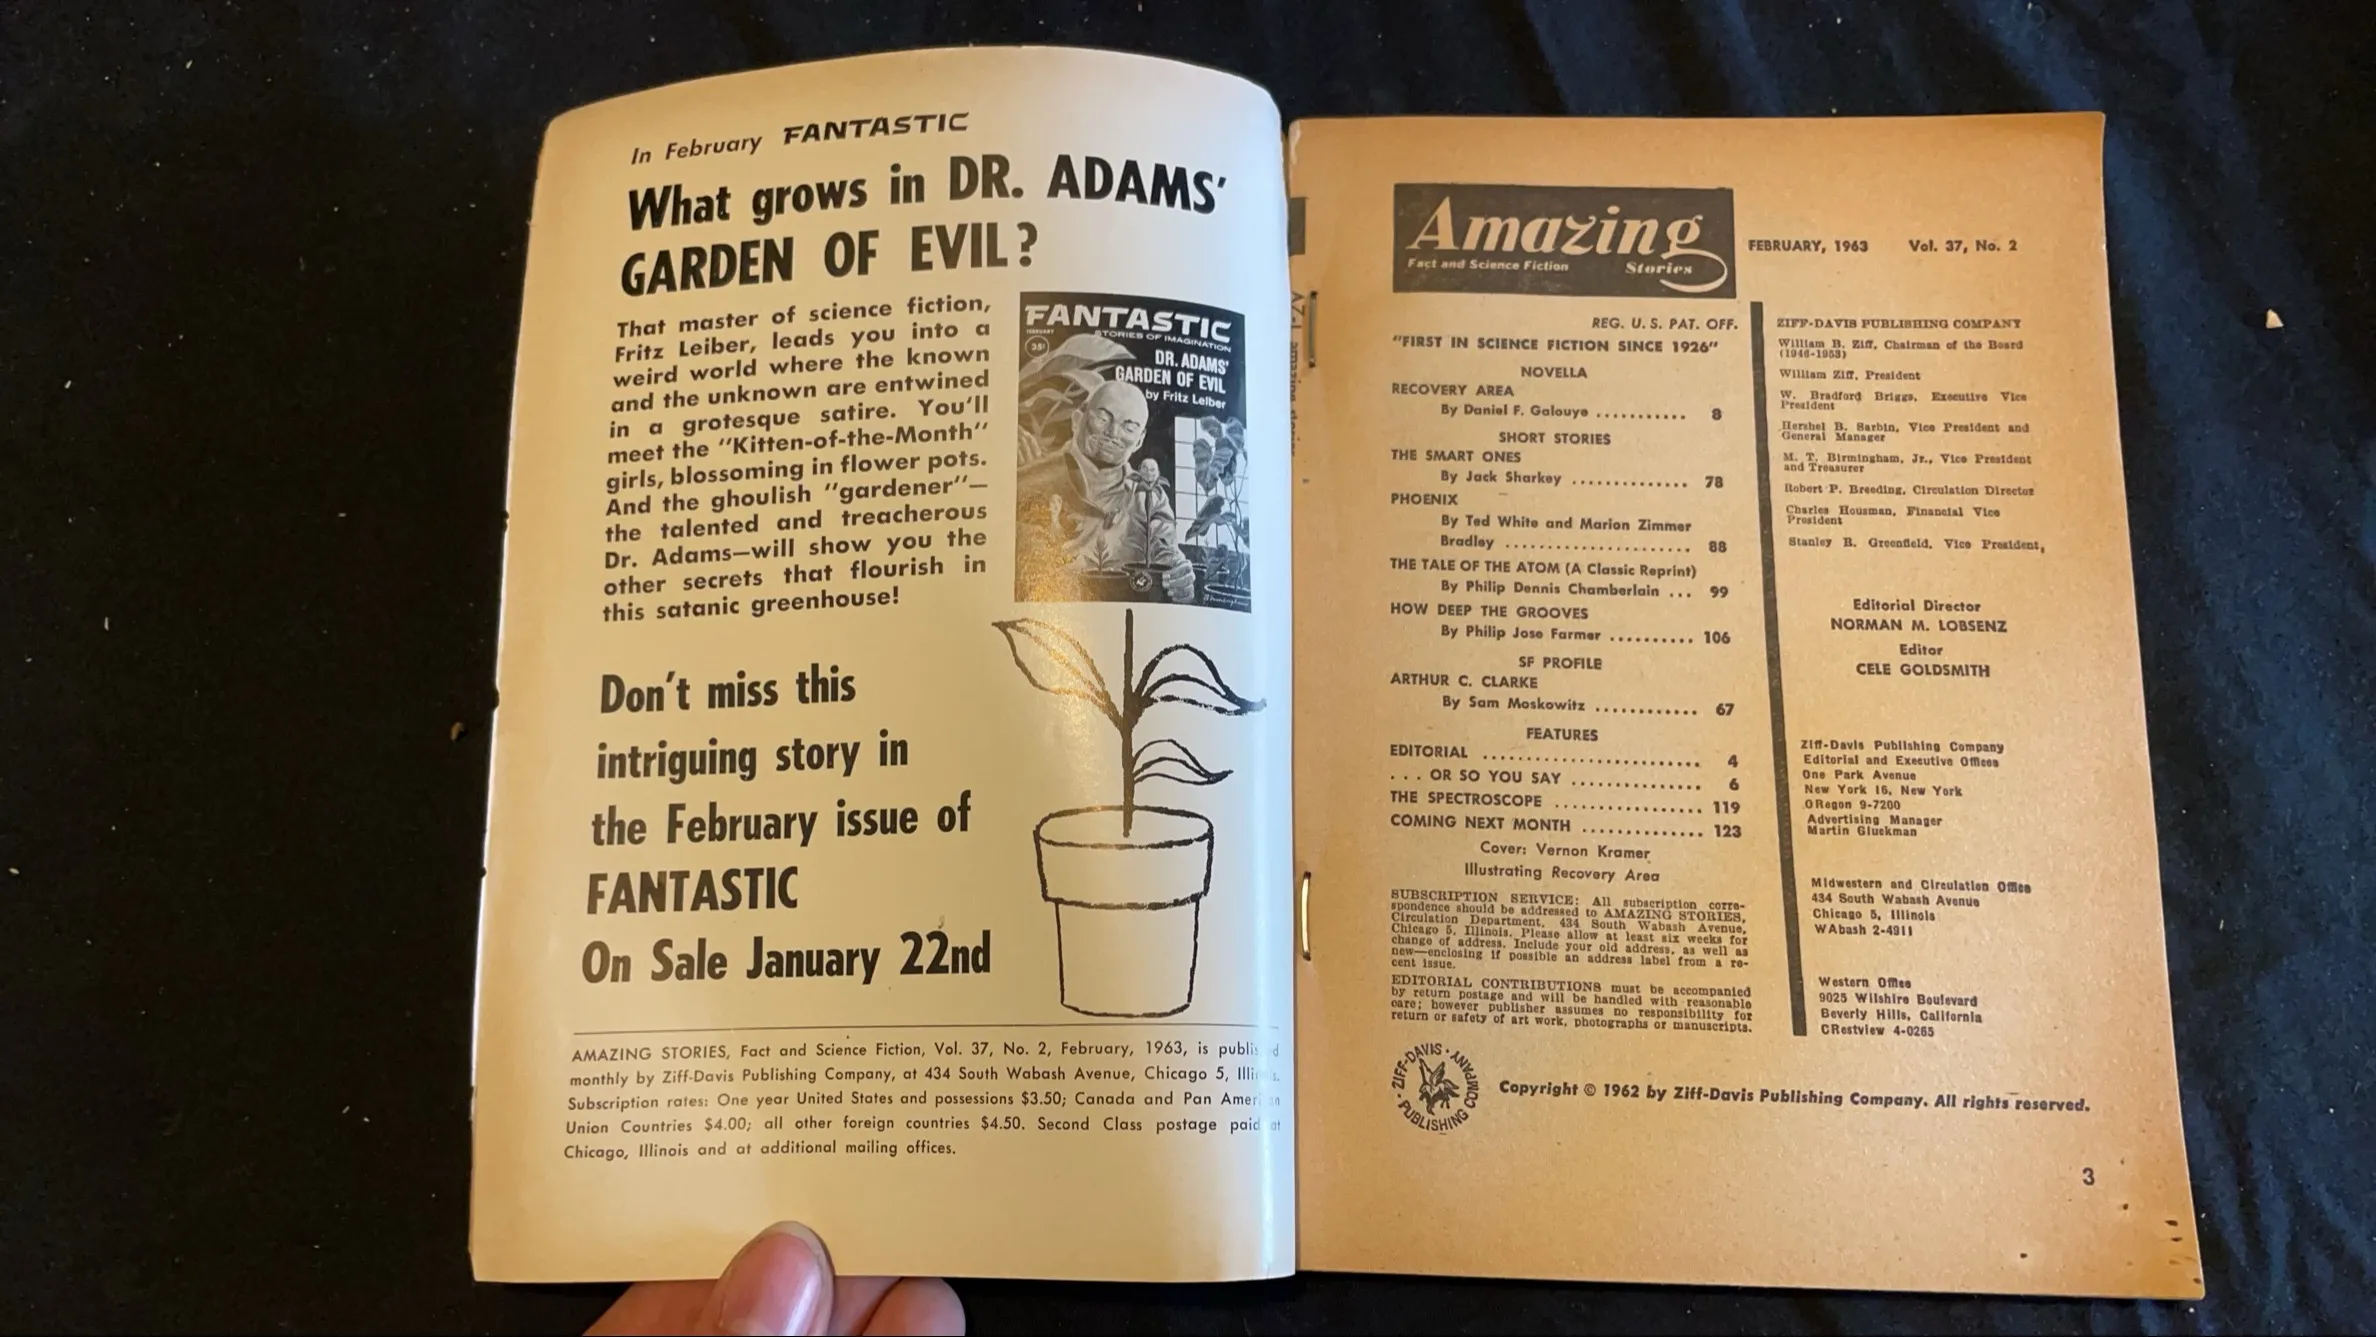 In February FANTASTIC
What grows in DR. ADAMS'
GARDEN OF EVIL?
That master of science fiction,
Fritz Leiber, leads you into a
weird world where the known
and the unknown are entwined
in a grotesque satire. You'll
meet the "Kitten-of-the-Month"
girls, blossoming in flower pots.
And the ghoulish "gardener"—
the talented and treacherous
Dr. Adams—will show you the
other secrets that flourish in
this satanic greenhouse!
FANTASTIC
STORIES OF IMAGINATION
FEBRUARY
35¢
DR. ADAMS'
GARDEN OF EVIL
by Fritz Leiber
Don't miss this
intriguing story in
the February issue of
FANTASTIC
On Sale January 22nd
AMAZING STORIES, Fact and Science Fiction, Vol. 37, No. 2, February, 1963, is
monthly by Ziff-Davis Publishing Company, at 434 South Wabash Avenue, Chicago 5,
Subscription rates: One year United States and possessions $3.50; Canada and Pan
Union Countries $4.00; all other foreign countries $4.50. Second Class postage paid at
Chicago, Illinois and at additional mailing offices.
Amazing
Fact and Science Fiction Stories
FEBRUARY, 1963 Vol. 37, No. 2
REG. U. S. PAT. OFF.
"FIRST IN SCIENCE FICTION SINCE 1926"
NOVELLA
RECOVERY AREA
By Daniel F. Galouye ........... 8
SHORT STORIES
THE SMART ONES
By Jack Sharkey .............. 78
PHOENIX
By Ted White and Marion Zimmer
Bradley ...................... 88
THE TALE OF THE ATOM (A Classic Reprint)
By Philip Dennis Chamberlain ... 99
HOW DEEP THE GROOVES
By Philip Jose Farmer .......... 106
SF PROFILE
ARTHUR C. CLARKE
By Sam Moskowitz ............ 67
FEATURES
EDITORIAL ......................... 4
. . . OR SO YOU SAY ................ 6
THE SPECTROSCOPE ................. 119
COMING NEXT MONTH .............. 123
Cover: Vernon Kramer
Illustrating Recovery Area
SUBSCRIPTION SERVICE: All subscription corre-
spondence should be addressed to AMAZING STORIES,
Circulation Department, 434 South Wabash Avenue,
Chicago 5, Illinois. Please allow at least six weeks for
change of address. Include your old address, as well as
new—enclosing if possible an address label from a re-
cent issue.
EDITORIAL CONTRIBUTIONS must be accompanied
by return postage and will be handled with reasonable
care; however publisher assumes no responsibility for
return or safety of art work, photographs or manuscripts.
ZIFF-DAVIS PUBLISHING COMPANY
William B. Ziff, Chairman of the Board
(1946-1953)
William Ziff, President
W. Bradford Briggs, Executive Vice
President
Hershel B. Sarbin, Vice President and
General Manager
M. T. Birmingham, Jr., Vice President
and Treasurer
Robert P. Breeding, Circulation Director
Charles Housman, Financial Vice
President
Stanley R. Greenfield, Vice President,
Editorial Director
NORMAN M. LOBSENZ
Editor
CELE GOLDSMITH
Ziff-Davis Publishing Company
Editorial and Executive Offices
One Park Avenue
New York 16, New York
ORegon 9-7200
Advertising Manager
Martin Gluckman
Midwestern and Circulation Office
434 South Wabash Avenue
Chicago 5, Illinois
WAbash 2-4911
Western Office
9025 Wilshire Boulevard
Beverly Hills, California
CRestview 4-0265
ZIFF-DAVIS · PUBLISHING COMPANY ·
Copyright © 1962 by Ziff-Davis Publishing Company. All rights reserved.
3